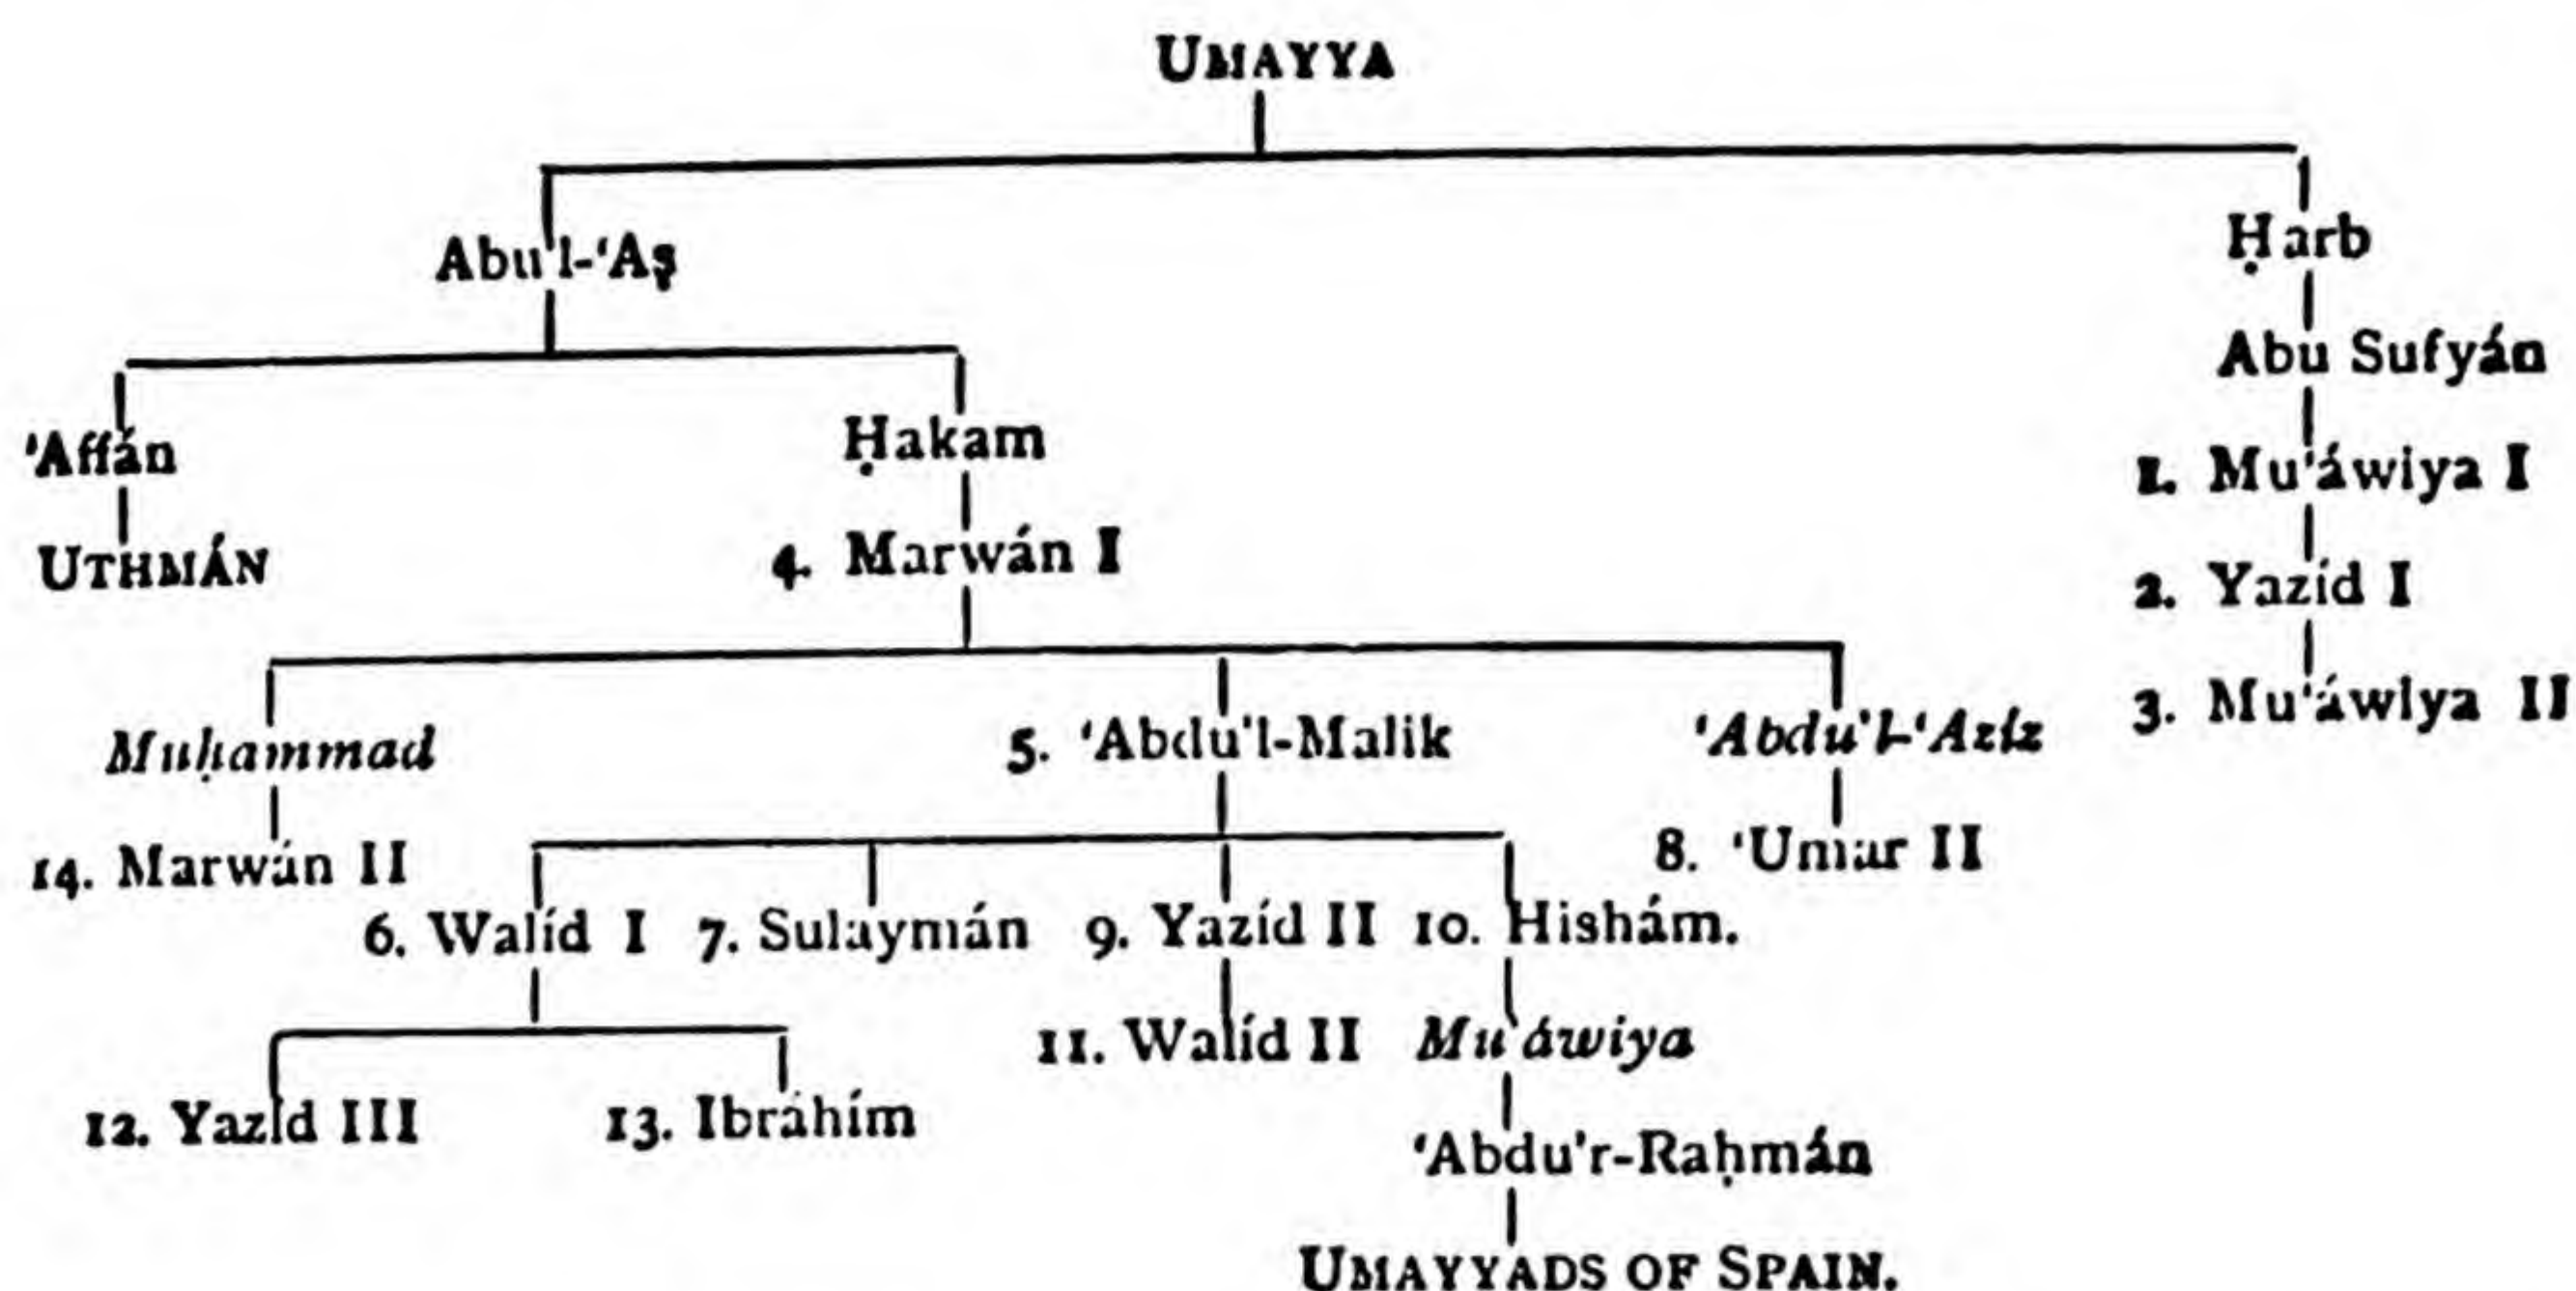 UMAYYA
Abu'l-‘Aṣ Ḥarb
Abu Sufyán
‘Affán Ḥakam 1. Mu‘áwiya I
UTHMÁN 4. Marwán I 2. Yazíd I
Muḥammad 5. ‘Abdu'l-Malik ‘Abdu'l-‘Azíz 3. Mu‘áwiya II
14. Marwán II 8. ‘Umar II
6. Walíd I 7. Sulaymán 9. Yazíd II 10. Hishám.
11. Walíd II Mu‘áwiya
12. Yazíd III 13. Ibráhím
‘Abdu'r-Raḥmán
UMAYYADS OF SPAIN.